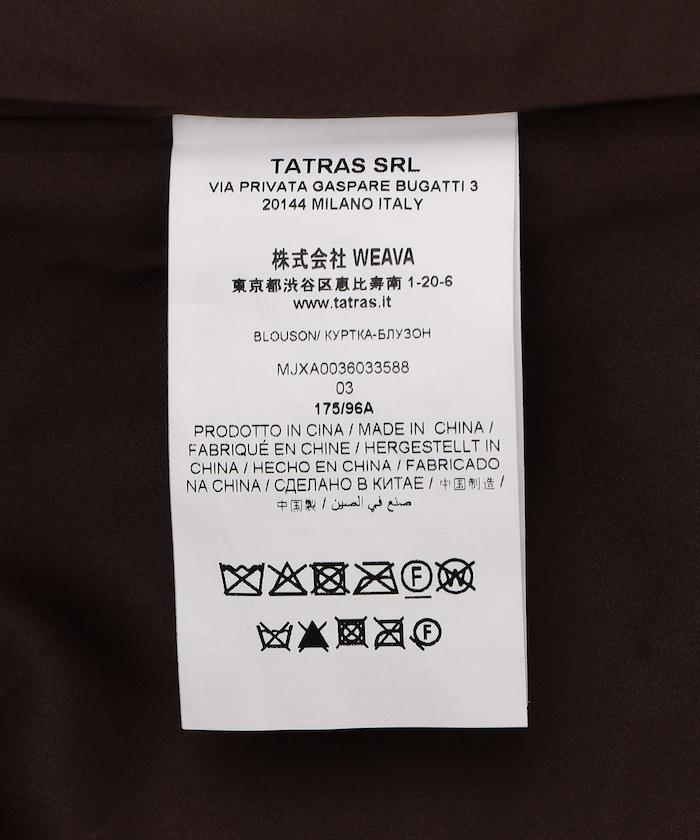 TATRAS SRL
VIA PRIVATA GASPARE BUGATTI 3
20144 MILANO ITALY
株式会社 WEAVA
東京都渋谷区恵比寿南 1-20-6
www.tatras.it
BLOUSON/ КУРТКА-БЛУЗОН
MJXA0036033588
03
175/96A
PRODOTTO IN CINA / MADE IN CHINA /
FABRIQUÉ EN CHINE / HERGESTELLT IN
CHINA / HECHO EN CHINA / FABRICADO
NA CHINA / СДЕЛАНО В КИТАЕ / 中国制造 /
中国製 / صنع في الصين
F W
F